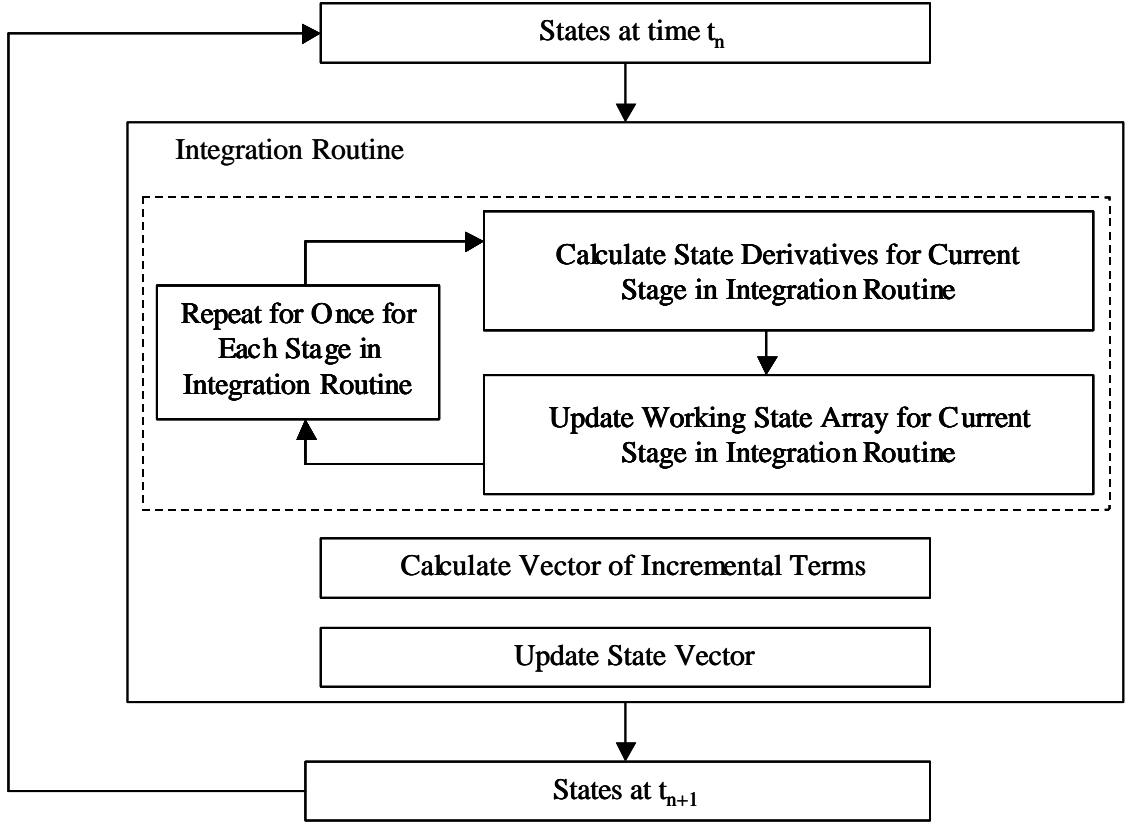 States at time tn
Integration Routine
Calculate State Derivatives for Current
Stage in Integration Routine
Repeat for Once for
Each Stage in
Integration Routine
Update Working State Array for Current
Stage in Integration Routine
Calculate Vector of Incremental Terms
Update State Vector
States at tn+1